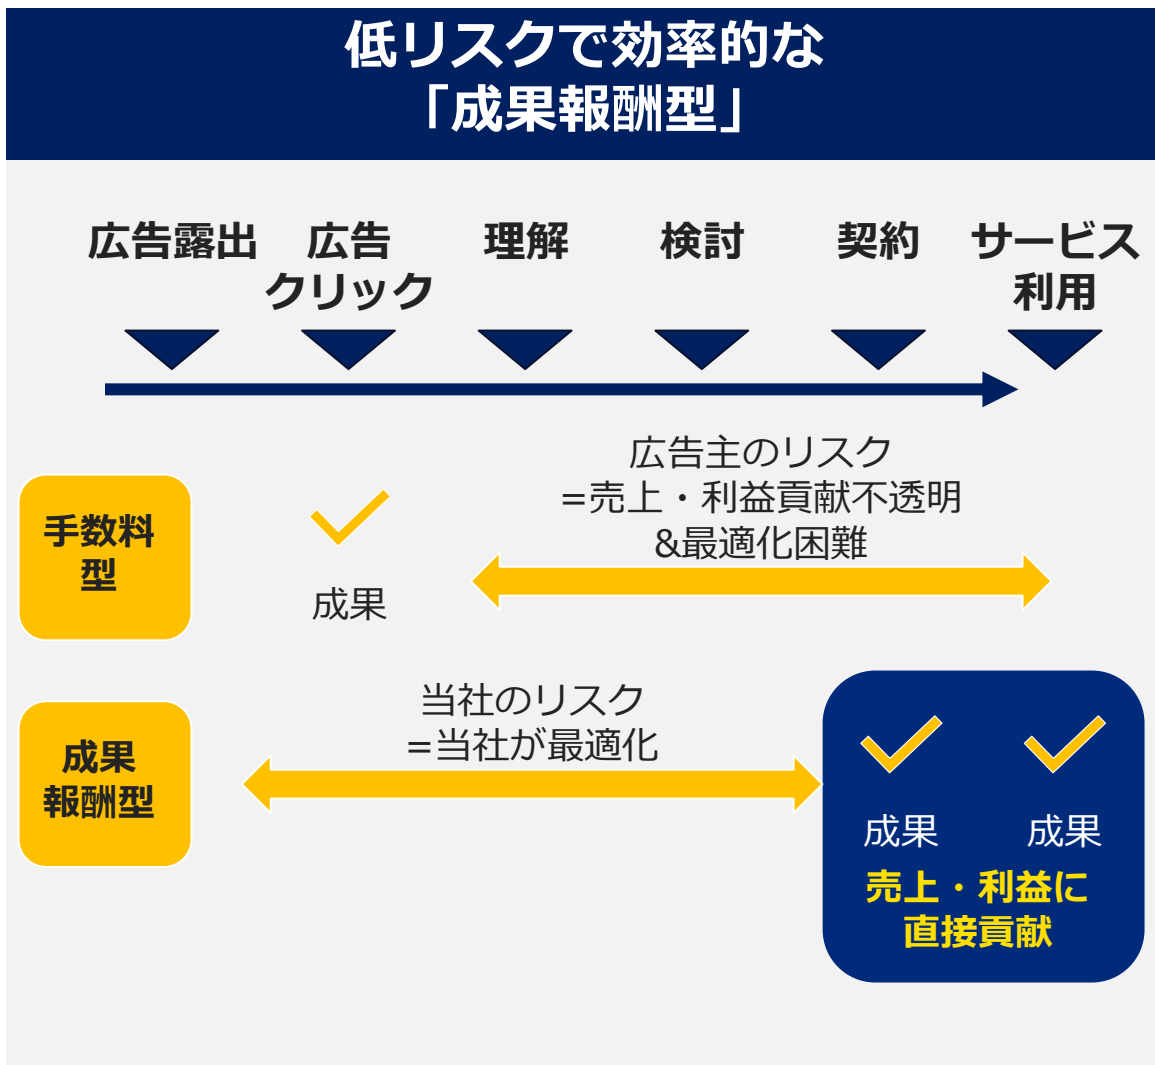 低リスクで効率的な
「成果報酬型」
広告露出
広告
クリック
理解
検討
契約
サービス
利用
手数料
型
成果
広告主のリスク
=売上・利益貢献不透明
&最適化困難
成果
報酬型
当社のリスク
=当社が最適化
成果
成果
売上・利益に
直接貢献